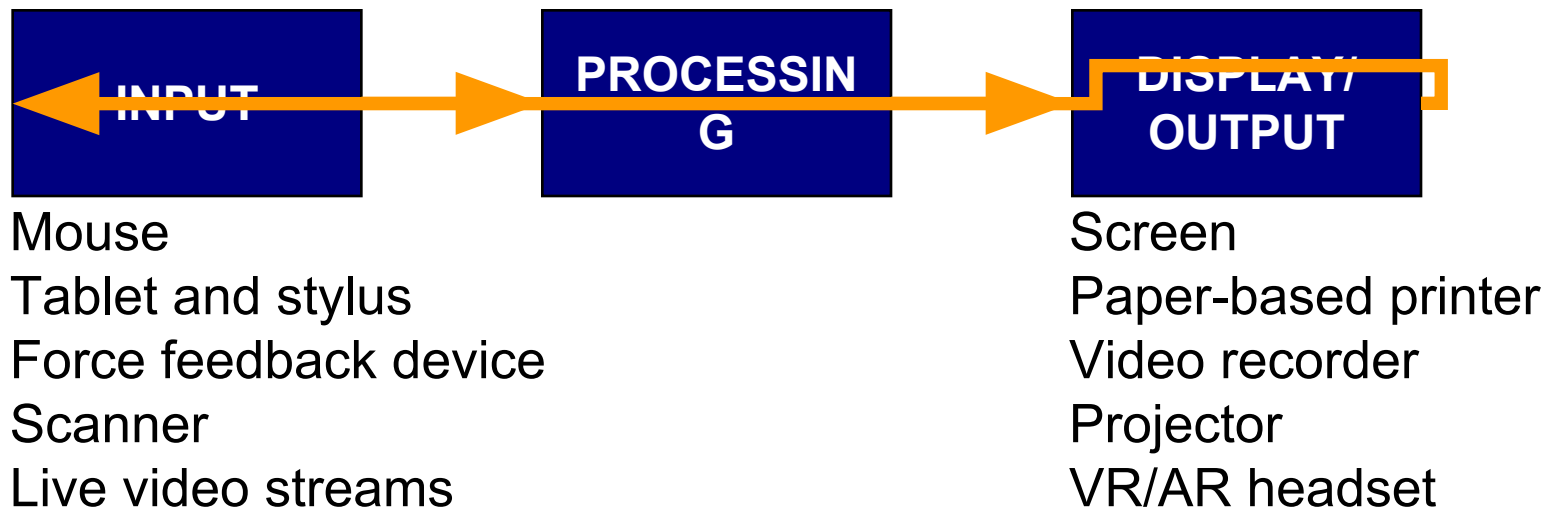 INPUT
PROCESSIN
G
DISPLAY/
OUTPUT
Mouse
Tablet and stylus
Force feedback device
Scanner
Live video streams
Screen
Paper-based printer
Video recorder
Projector
VR/AR headset